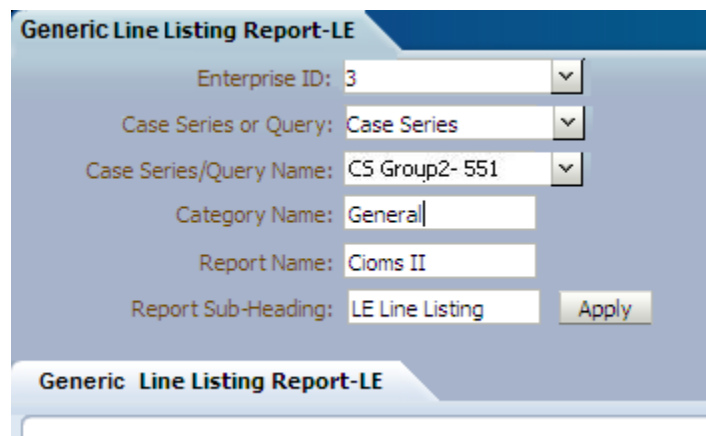 Generic Line Listing Report-LE
Enterprise ID: 3
Case Series or Query: Case Series
Case Series/Query Name: CS Group2- 551
Category Name: General
Report Name: Cioms II
Report Sub-Heading: LE Line Listing Apply
Generic Line Listing Report-LE